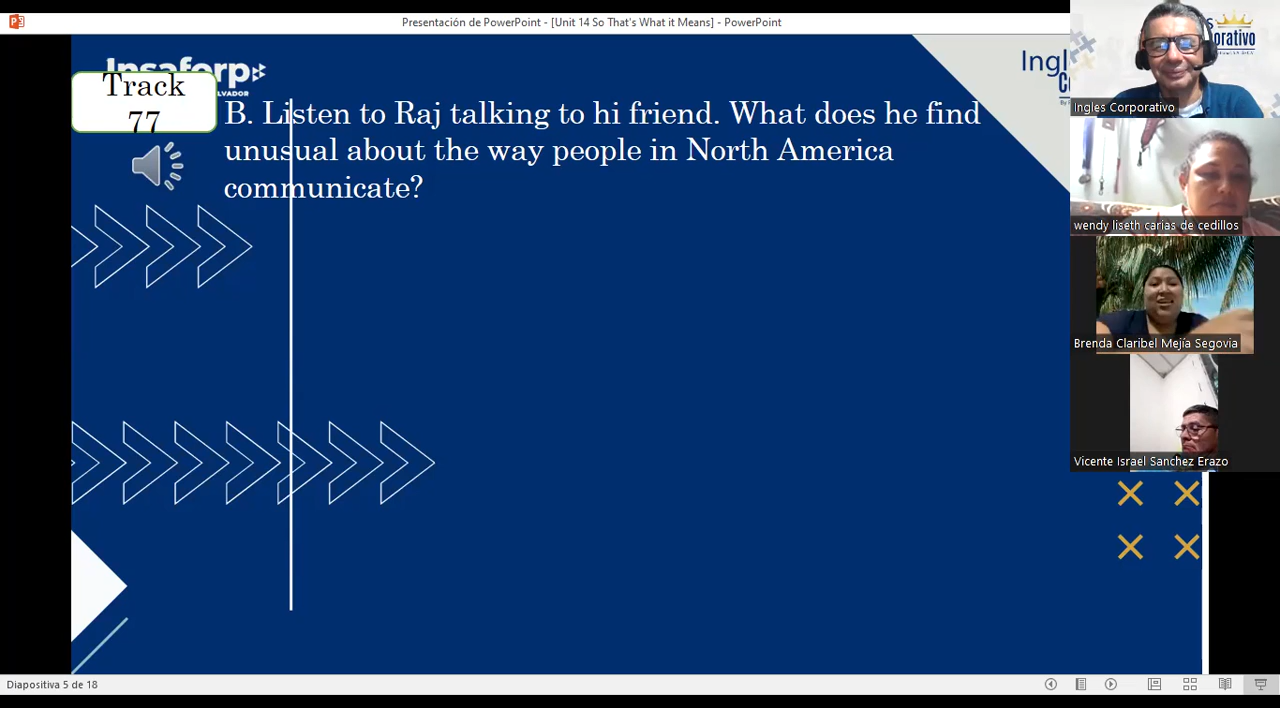 Presentación de PowerPoint - [Unit 14 So That's What it Means] - PowerPoint
Insaforp
Track
77
B. Listen to Raj talking to hi friend. What does he find
unusual about the way people in North America
communicate?
Ingles Corporativo
wendy liseth carias de cedillos
Brenda Claribel Mejía Segovia
Vicente Israel Sanchez Erazo
Diapositiva 5 de 18